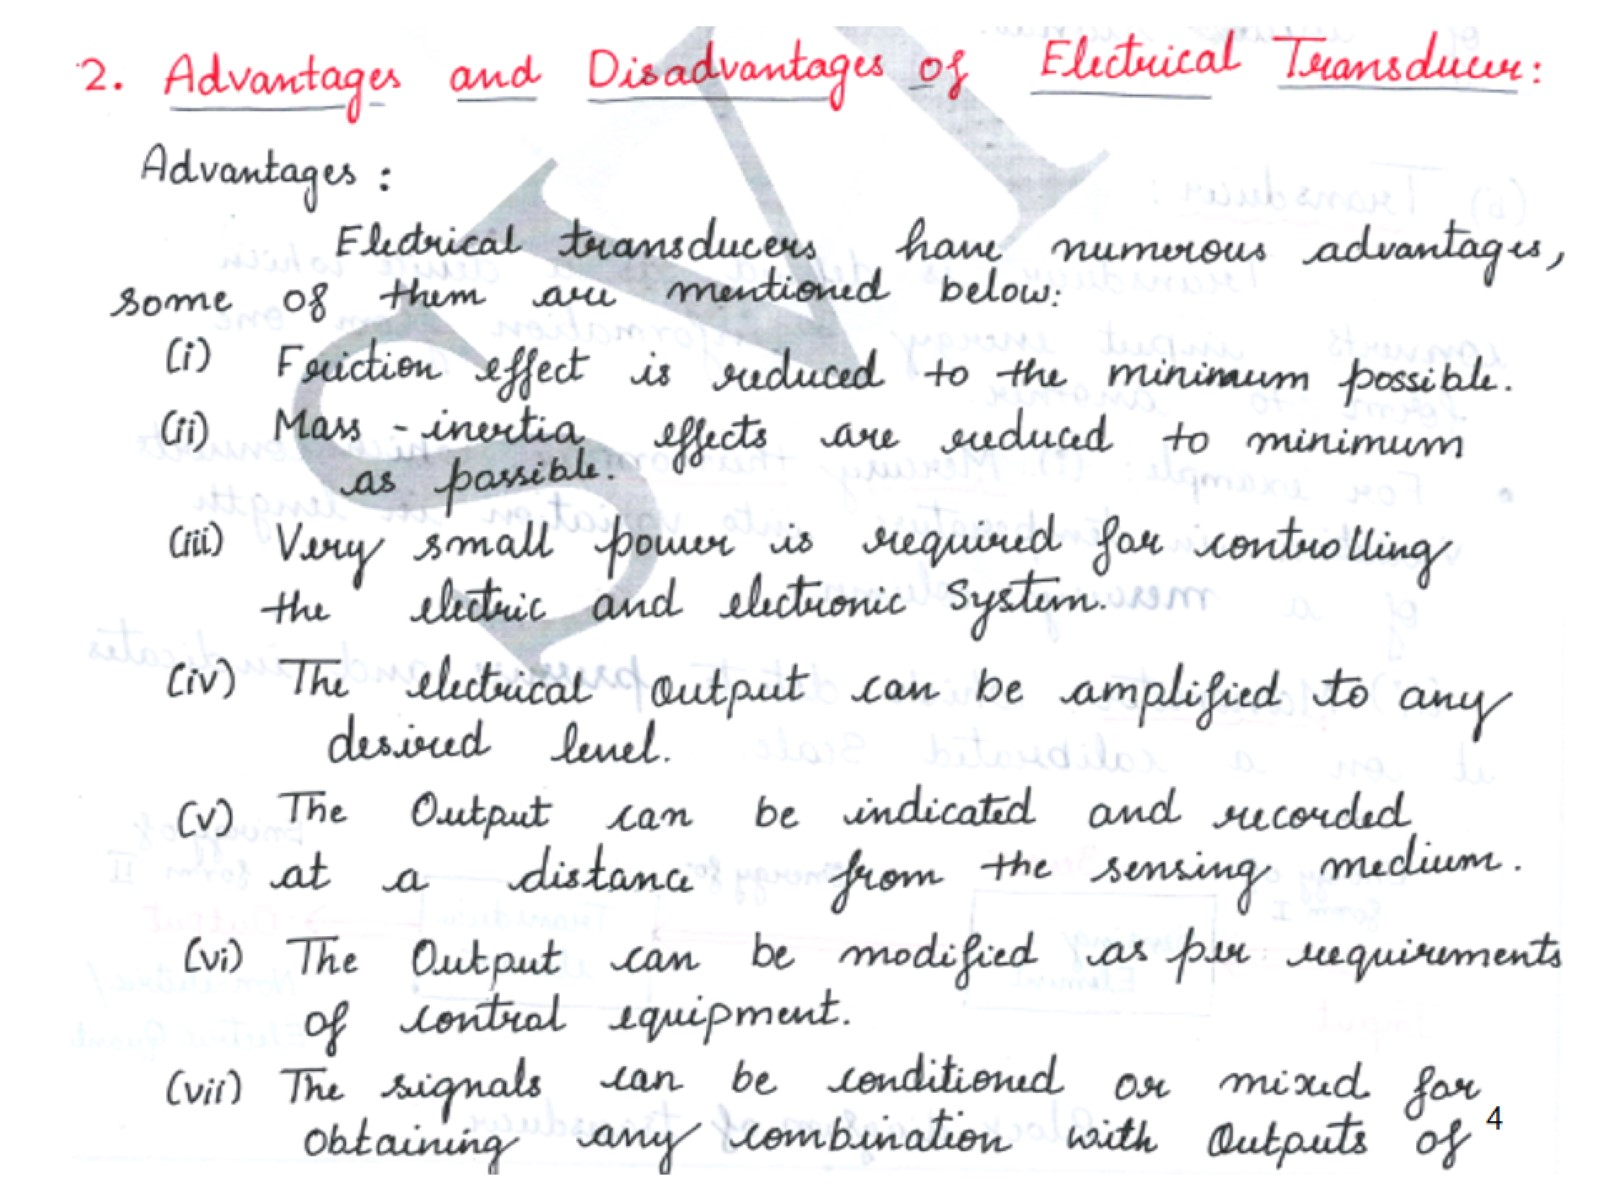 2. Advantages and Disadvantages of Electrical Transducer:
Advantages:
Electrical transducers have numerous advantages,
some of them are mentioned below:
(i) Friction effect is reduced to the minimum possible.
(ii) Mass-inertia effects are reduced to minimum
as possible.
(iii) Very small power is required for controlling
the electric and electronic System.
(iv) The electrical Output can be amplified to any
desired level.
(v) The Output can be indicated and recorded
at a distance from the sensing medium.
(vi) The Output can be modified as per requirements
of control equipment.
(vii) The signals can be conditioned or mixed for
obtaining any combination with Outputs of
4